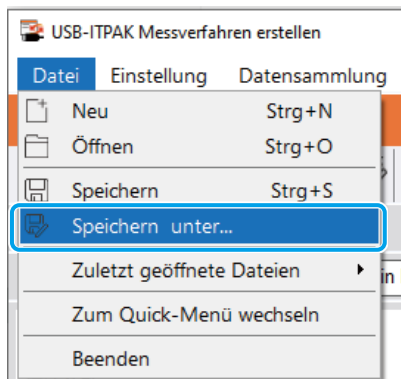 USB-ITPAK Messverfahren erstellen
Datei Einstellung Datensammlung
Neu Strg+N
Öffnen Strg+O
Speichern Strg+S
Speichern unter...
Zuletzt geöffnete Dateien
in
Zum Quick-Menü wechseln
Beenden